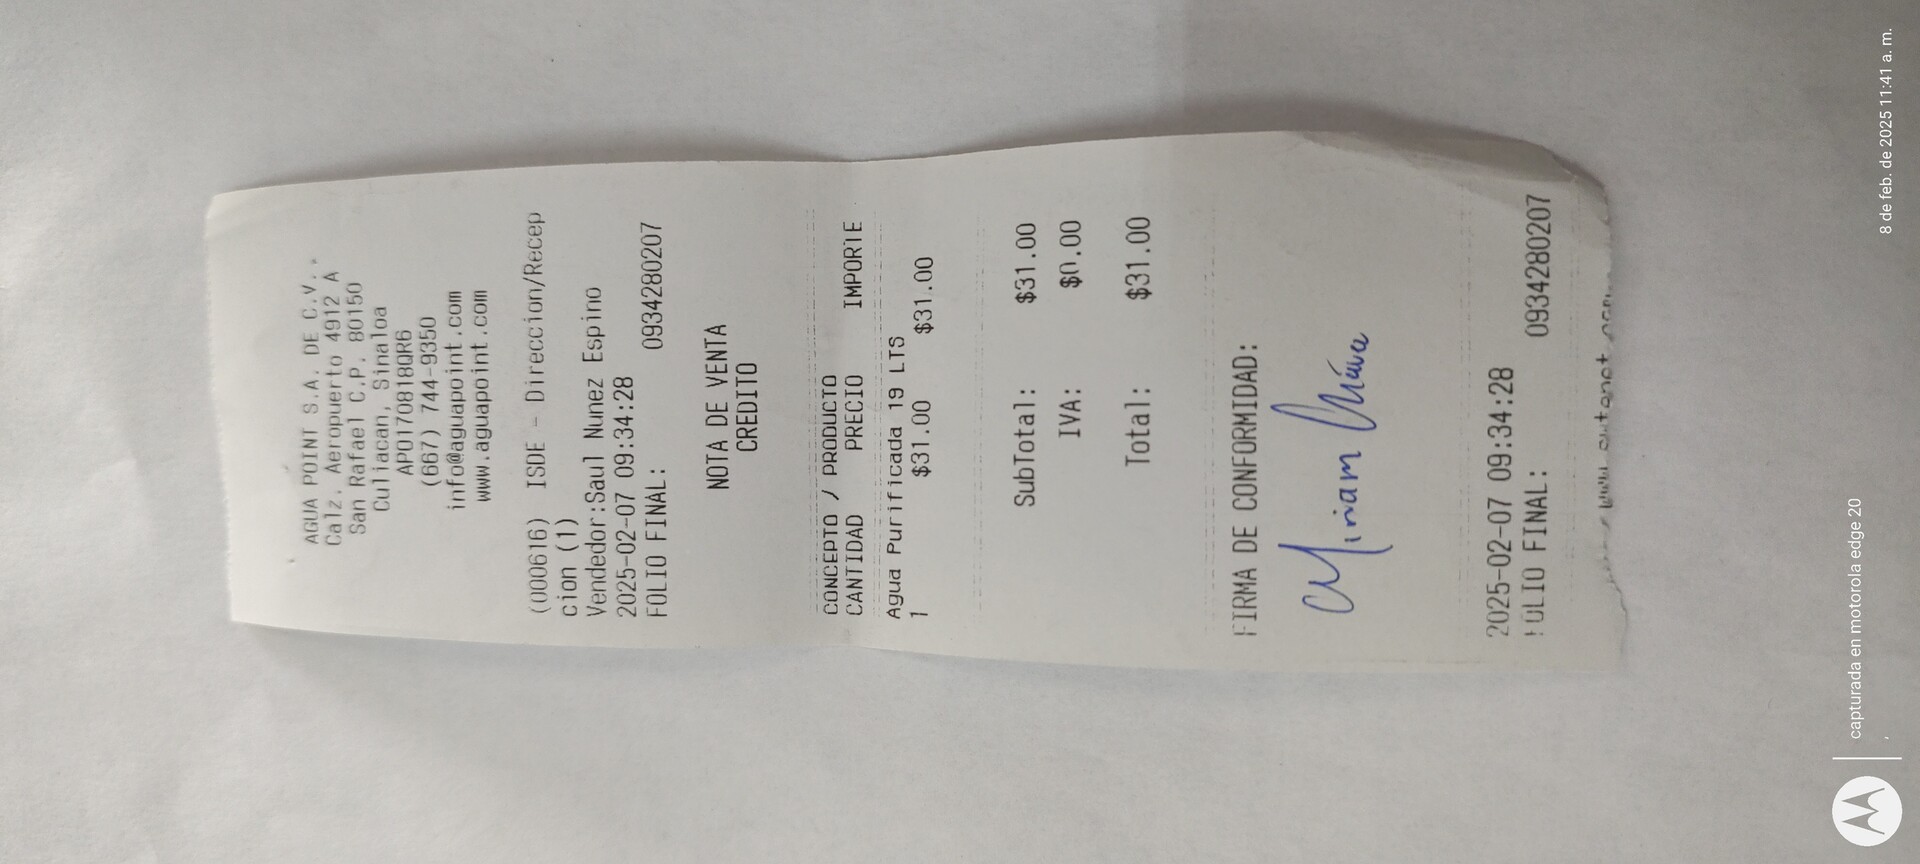 AGUA POINT S.A. DE C.V..
Calz. Aeropuerto 4912 A
San Rafael C.P. 80150
Culiacan, Sinaloa
APO170818QR6
(667) 744-9350
info@aguapoint.com
www.aguapoint.com
(000616) ISDE - Direccion/Recep
cion (1)
Vendedor:Saul Nunez Espino
2025-02-07 09:34:28
FOLIO FINAL: 0934280207
NOTA DE VENTA
CREDITO
CONCEPTO / PRODUCTO
CANTIDAD PRECIO IMPORTE
Agua Purificada 19 LTS
1 $31.00 $31.00
SubTotal: $31.00
IVA: $0.00
Total: $31.00
FIRMA DE CONFORMIDAD:
Miriam
2025-02-07 09:34:28
FOLIO FINAL: 0934280207
capturada en motorola edge 20
8 de feb. de 2025 11:41 a. m.